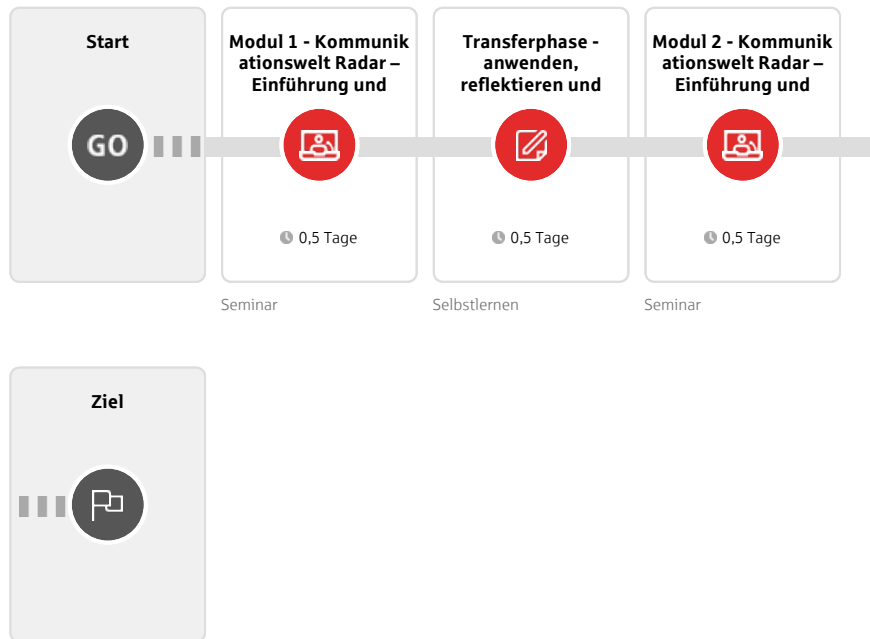 Start
Modul 1 - Kommunik
ationswelt Radar –
Einführung und
Transferphase -
anwenden,
reflektieren und
Modul 2 - Kommunik
ationswelt Radar –
Einführung und
GO
0,5 Tage
0,5 Tage
0,5 Tage
Seminar
Selbstlernen
Seminar
Ziel